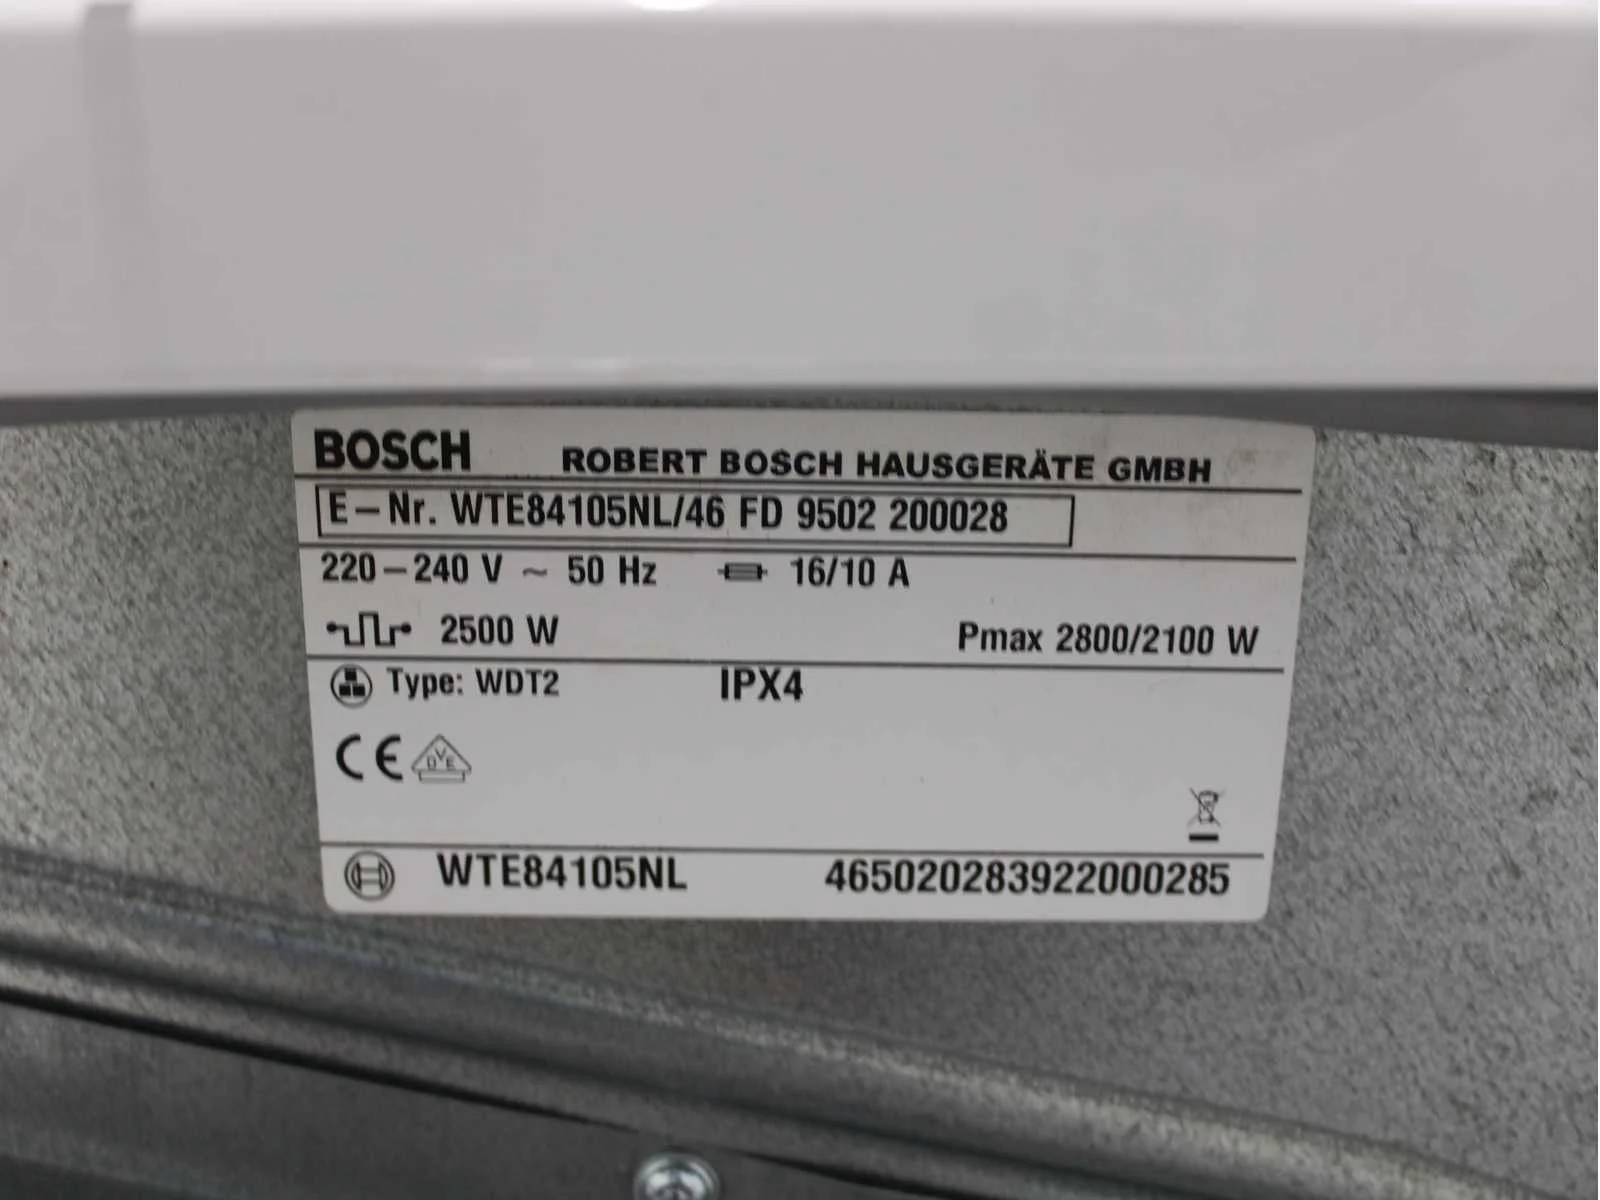 BOSCH ROBERT BOSCH HAUSGERÄTE GMBH
E-Nr. WTE84105NL/46 FD 9502 200028
220-240 V ~ 50 Hz 16/10 A
2500 W Pmax 2800/2100 W
Type: WDT2 IPX4
CE DVE
WTE84105NL 465020283922000285